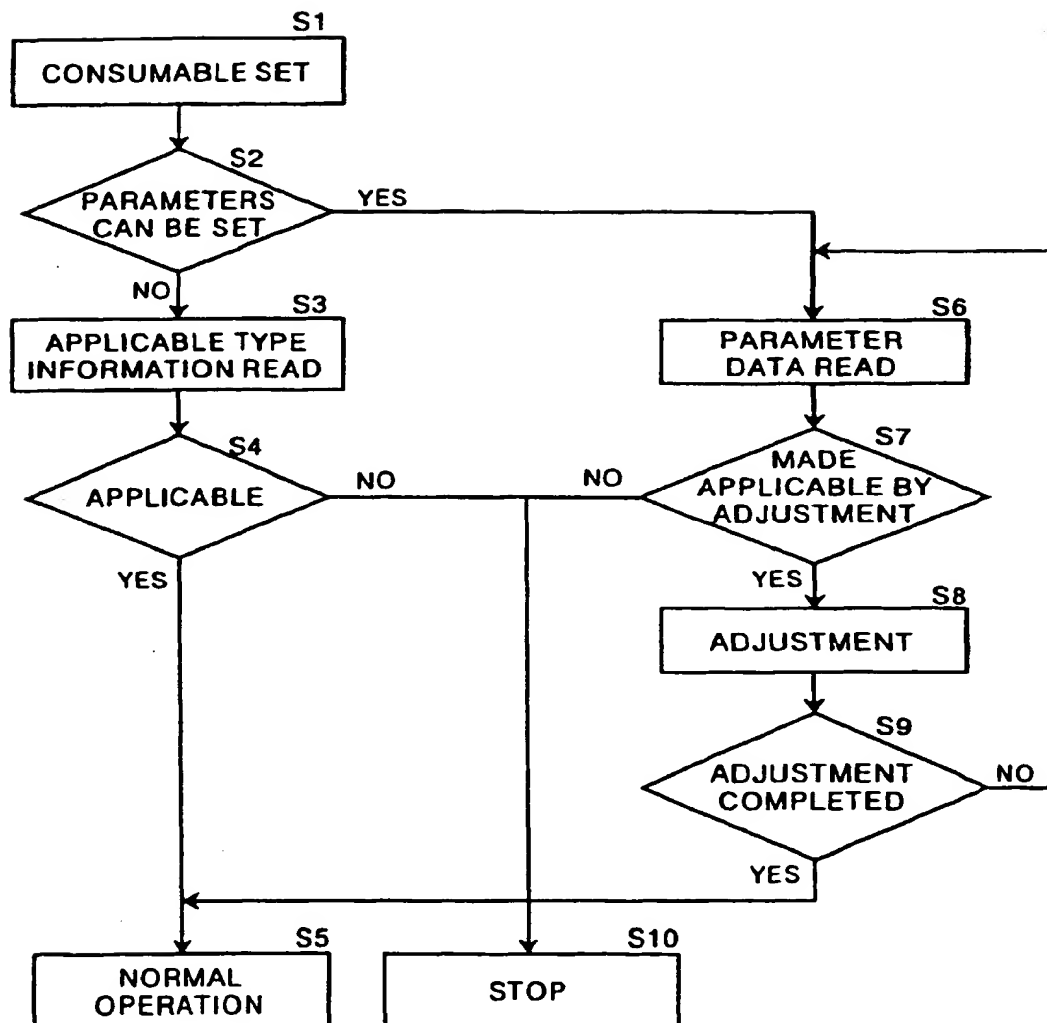 S1
CONSUMABLE SET
S2
PARAMETERS
CAN BE SET
YES
NO
S3
APPLICABLE TYPE
INFORMATION READ
S6
PARAMETER
DATA READ
S4
APPLICABLE
NO
YES
S7
MADE
APPLICABLE BY
ADJUSTMENT
NO
YES
S8
ADJUSTMENT
S9
ADJUSTMENT
COMPLETED
NO
YES
S5
NORMAL
OPERATION
S10
STOP